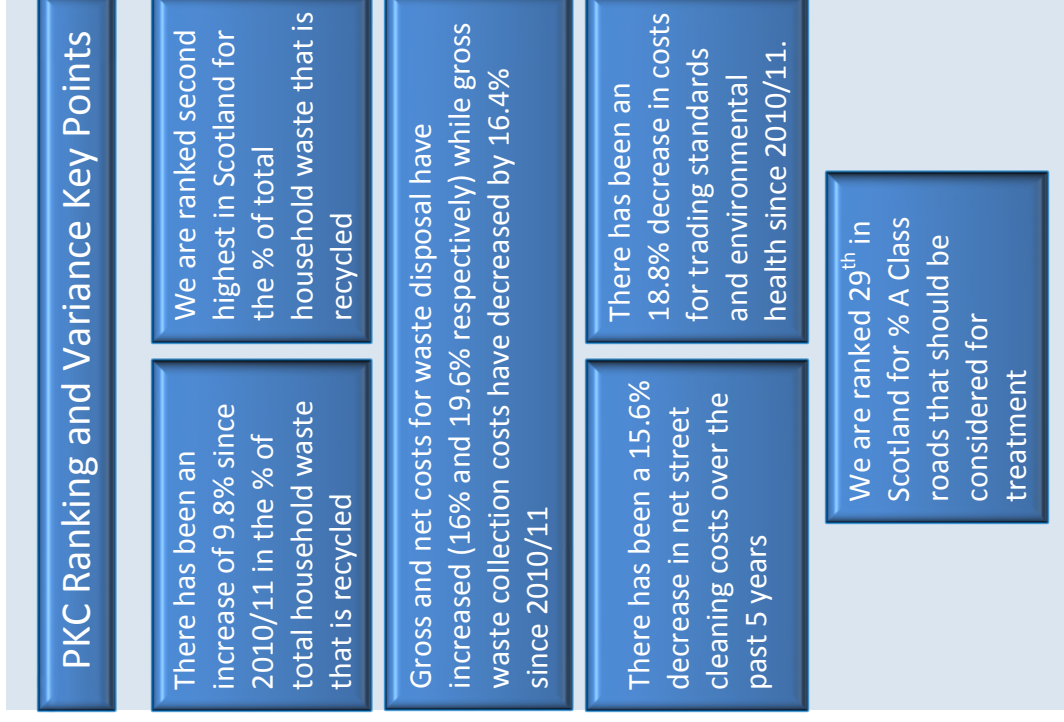 PKC Ranking and Variance Key Points
There has been an
increase of 9.8% since
2010/11 in the % of
total household waste
that is recycled
We are ranked second
highest in Scotland for
the % of total
household waste that is
recycled
Gross and net costs for waste disposal have
increased (16% and 19.6% respectively) while gross
waste collection costs have decreased by 16.4%
since 2010/11
There has been a 15.6%
decrease in net street
cleaning costs over the
past 5 years
There has been an
18.8% decrease in costs
for trading standards
and environmental
health since 2010/11.
We are ranked 29th in
Scotland for % A Class
roads that should be
considered for
treatment